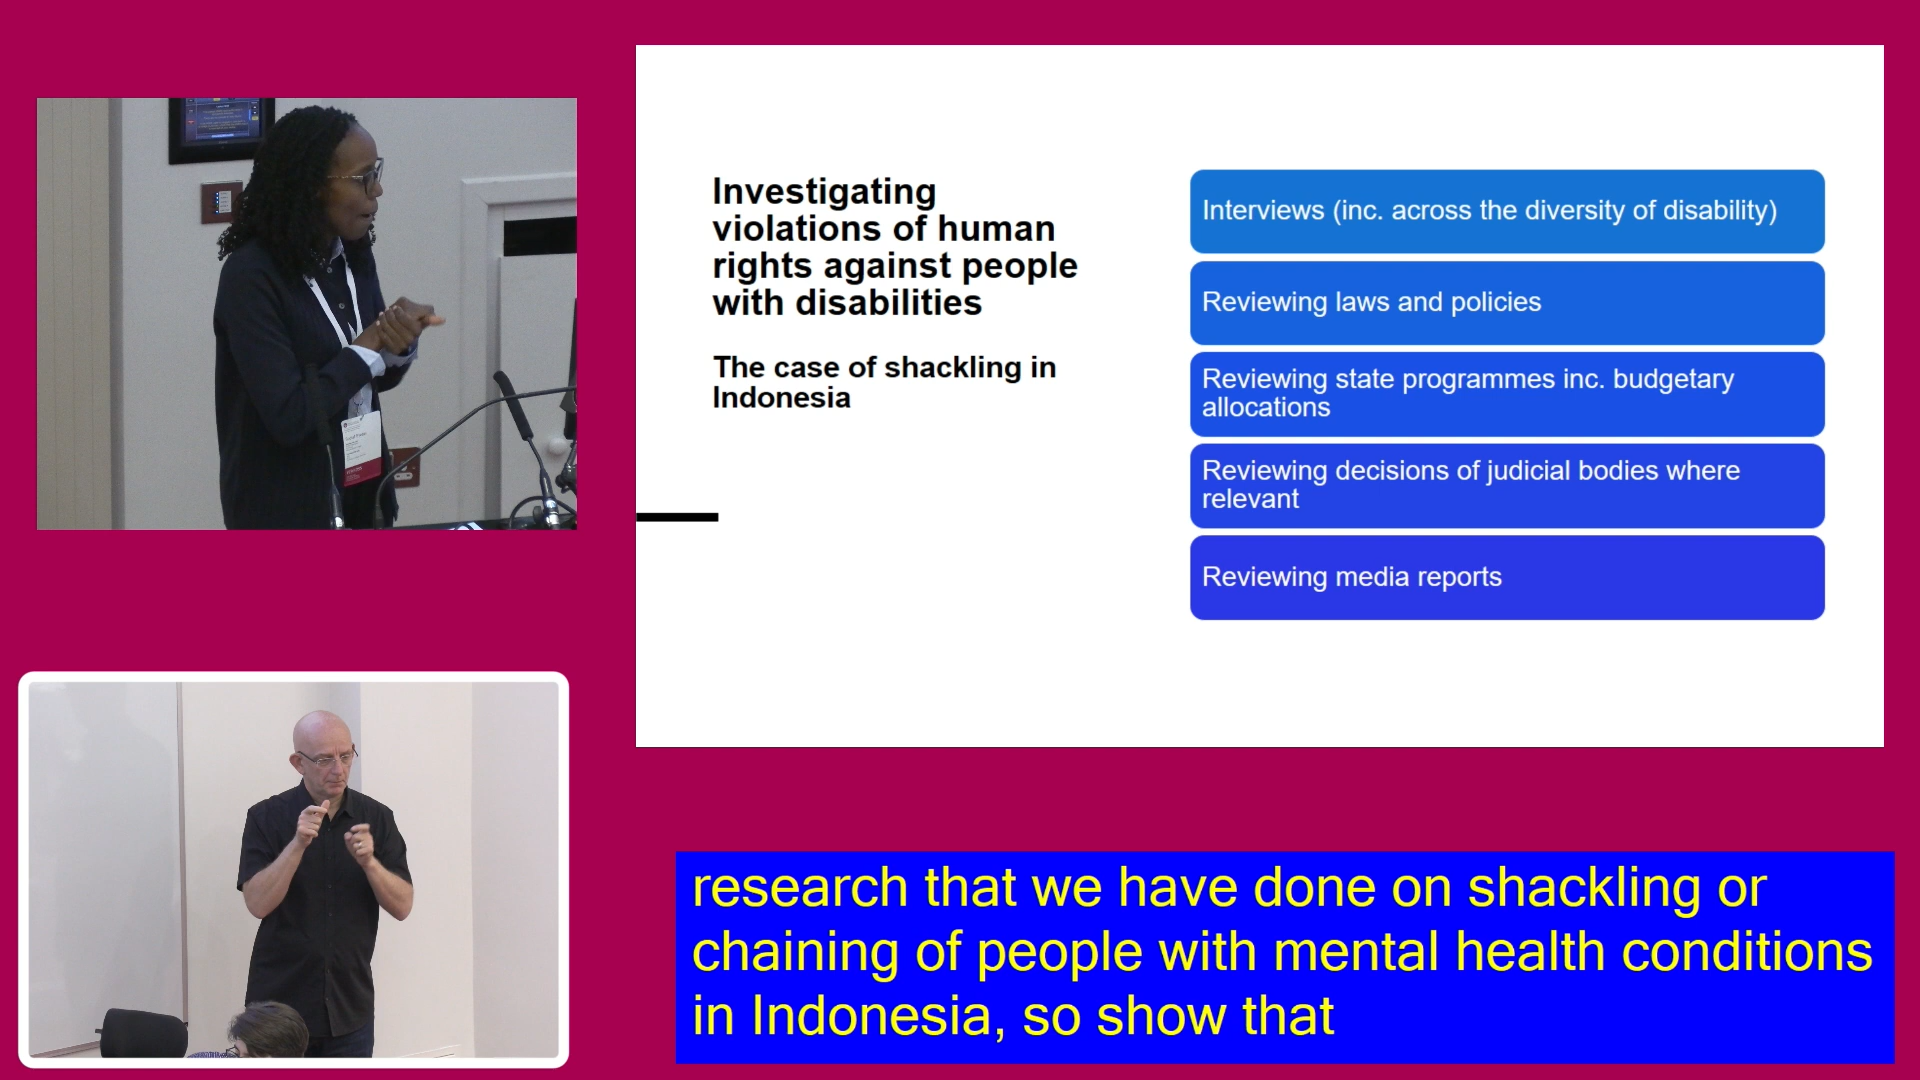 Investigating
violations of human
rights against people
with disabilities
The case of shackling in
Indonesia
Interviews (inc. across the diversity of disability)
Reviewing laws and policies
Reviewing state programmes inc. budgetary
allocations
Reviewing decisions of judicial bodies where
relevant
Reviewing media reports
research that we have done on shackling or
chaining of people with mental health conditions
in Indonesia, so show that